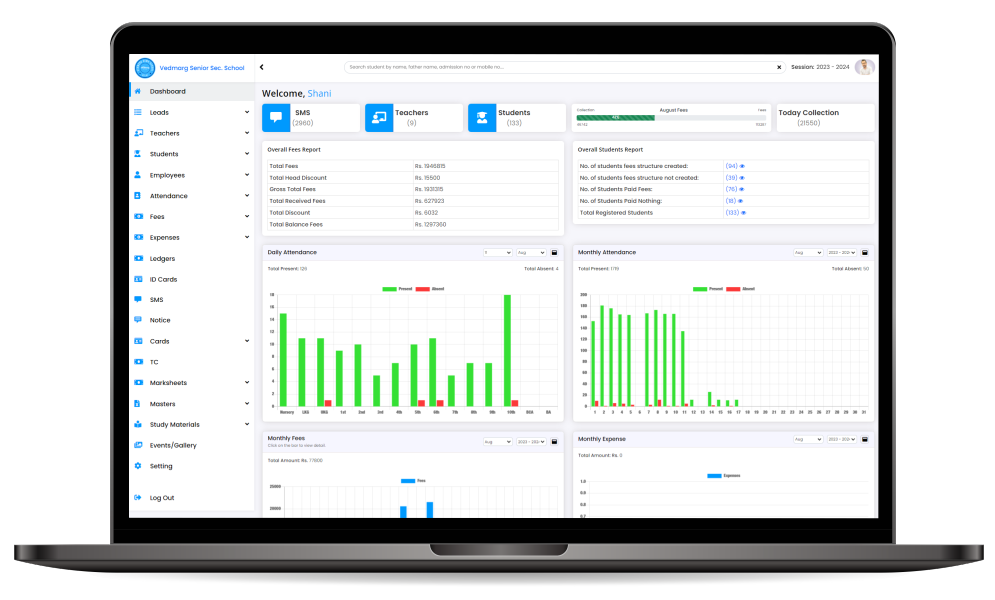 Vedmarg Senior Sec. School
Search student by name, father name, admission no or mobile no...
Session: 2023 - 2024
Dashboard
Leads
Teachers
Students
Employees
Attendance
Fees
Expenses
Ledgers
ID Cards
SMS
Notice
Cards
TC
Marksheets
Masters
Study Materials
Events/Gallery
Setting
Log Out
Welcome, Shani
SMS
(2960)
Teachers
(9)
Students
(133)
Collection August Fees Fees
Today Collection
(21550)
Overall Fees Report
Total Fees Rs. 1946815
Total Head Discount Rs. 15500
Gross Total Fees Rs. 1931315
Total Received Fees Rs. 627923
Total Discount Rs. 6032
Total Balance Fees Rs. 1297360
Overall Students Report
No. of students fees structure created: (94)
No. of students fees structure not created: (39)
No. of Students Paid Fees: (76)
No. of Students Paid Nothing: (18)
Total Registered Students (133)
Daily Attendance
11 Aug
Total Present: 126 Total Absent: 4
Present Absent
18
16
14
12
10
8
6
4
2
0
Nursery LKG UKG 1st 2nd 3rd 4th 5th 6th 7th 8th 9th 10th
Monthly Attendance
Aug 2023 - 202
Total Present: 1119 Total Absent: 50
Present Absent
200
180
160
140
120
100
80
60
40
20
0
1 2 3 4 5 6 7 8 9 10 11 12 13 14 15 16 17 18 19 20 21 22 23 24 25 26 27 28 29 30 31
Monthly Fees
Click on the bar to view detail.
Aug 2023 - 202
Total Amount: Rs. 77805
Fees
Monthly Expense
Aug 2023 - 202
Total Amount: Rs. 0
Expenses
1.0
0.9
0.8
0.7